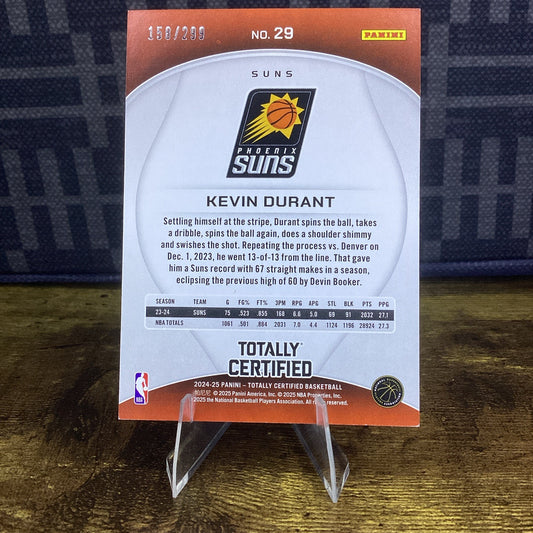 158/299
NO. 29
PANINI
SUNS
PHOENIX
SUNS
KEVIN DURANT
Settling himself at the stripe, Durant spins the ball, takes
a dribble, spins the ball again, does a shoulder shimmy
and swishes the shot. Repeating the process vs. Denver on
Dec. 1, 2023, he went 13-of-13 from the line. That gave
him a Suns record with 67 straight makes in a season,
eclipsing the previous high of 60 by Devin Booker.
SEASON TEAM G FG% FT% 3PM RPG APG STL BLK PTS PPG
23-24 SUNS 75 .523 .855 168 6.6 5.0 69 91 2032 27.1
NBA TOTALS 1061 .501 .884 2031 7.0 4.4 1124 1196 28924 27.3
TOTALLY
CERTIFIED
2024-25 PANINI – TOTALLY CERTIFIED BASKETBALL
帕尼尼 © 2025 Panini America, Inc. © 2025 NBA Properties, Inc.
©2025 the National Basketball Players Association. All rights reserved.
NBA